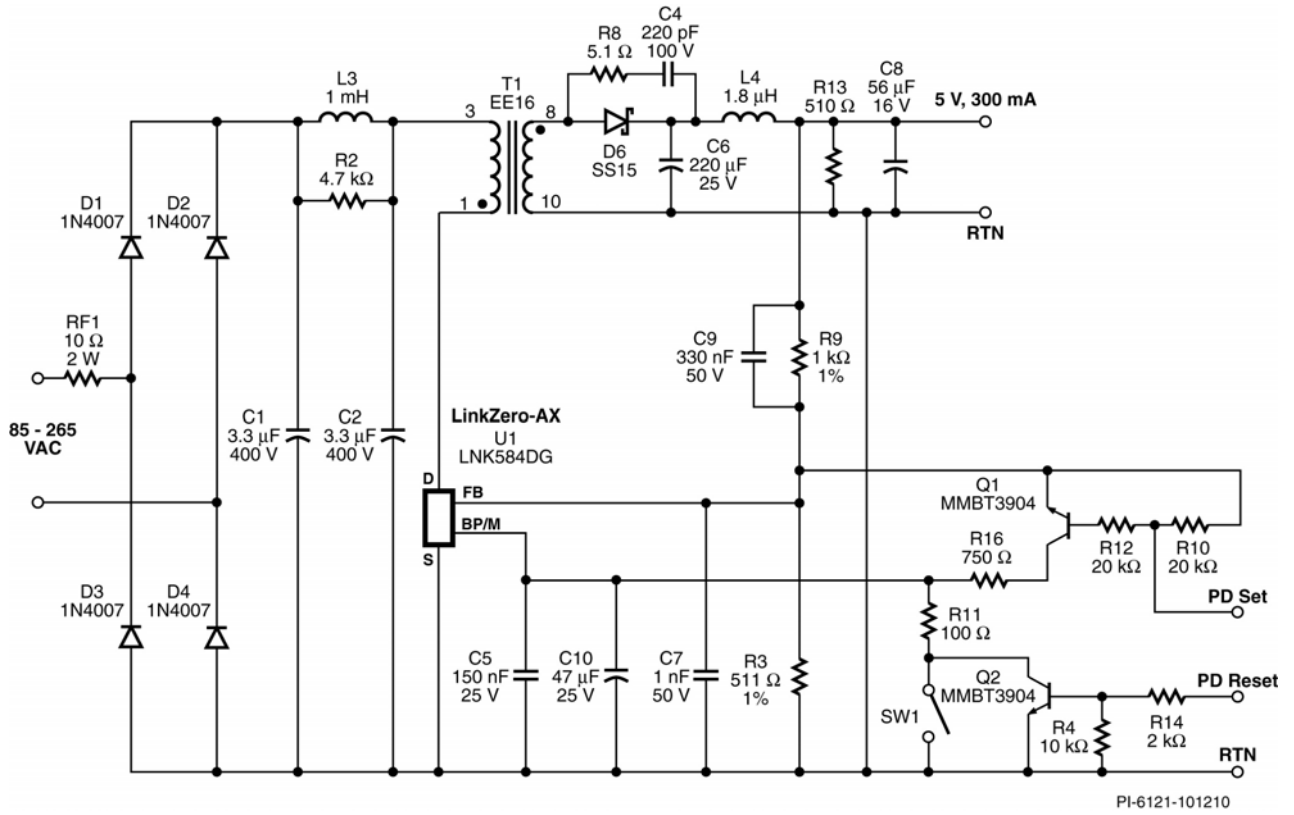 C4
R8
220 pF
5.1 Ω
100 V
L3
1 mH
T1
EE16
L4
1.8 μH
R13
510 Ω
C8
56 μF
16 V
5 V, 300 mA
3
8
D6
SS15
C6
220 μF
25 V
R2
4.7 kΩ
1
10
RTN
D1
1N4007
D2
1N4007
RF1
10 Ω
2 W
85 - 265
VAC
C9
330 nF
50 V
R9
1 kΩ
1%
C1
3.3 μF
400 V
C2
3.3 μF
400 V
LinkZero-AX
U1
LNK584DG
D
FB
BP/M
S
Q1
MMBT3904
R16
750 Ω
R12
20 kΩ
R10
20 kΩ
PD Set
D3
1N4007
D4
1N4007
R11
100 Ω
C5
150 nF
25 V
C10
47 μF
25 V
C7
1 nF
50 V
R3
511 Ω
1%
Q2
MMBT3904
PD Reset
SW1
R4
10 kΩ
R14
2 kΩ
RTN
PI-6121-101210